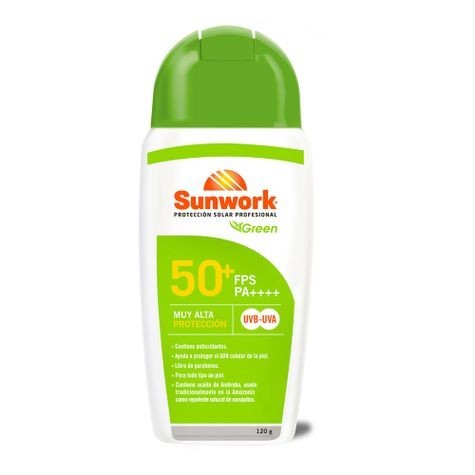 Sunwork®
PROTECCIÓN SOLAR PROFESIONAL
Green
50+ FPS
PA++++
MUY ALTA
PROTECCIÓN
UVB-UVA
• Contiene antioxidantes.
• Ayuda a proteger el ADN celular de la piel.
• Libre de parabenos.
• Para todo tipo de piel.
• Contiene aceite de Andiroba, usado
tradicionalmente en la Amazonía
como repelente natural de mosquitos.
120 g